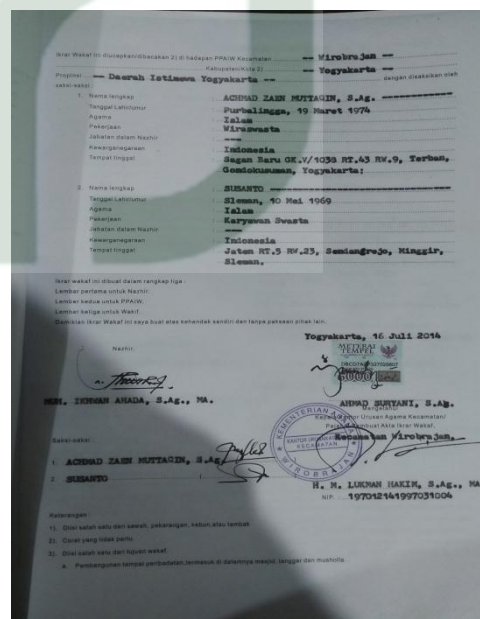 Ikrar Wakaf ini diucapkan/dibacakan 2) di hadapan PPAIW Kecamatan -- Wirobrajan --
Kabupaten/Kota 2) -- Yogyakarta --
Propinsi -- Daerah Istimewa Yogyakarta -- dengan disaksikan oleh
saksi-saksi:
1. Nama lengkap : ACHMAD ZAEN MUTTAQIN, S.Ag. ----------
Tanggal Lahir/umur : Purbalingga, 19 Maret 1974
Agama : Islam
Pekerjaan : Wiraswasta
Jabatan dalam Nazhir : ---
Kewarganegaraan : Indonesia
Tempat tinggal : Sagan Baru GK.V/1038 RT.43 RW.9, Terban,
Gondokusuman, Yogyakarta;
2. Nama lengkap : SUSANTO ----------
Tanggal Lahir/umur : Sleman, 10 Mei 1969
Agama : Islam
Pekerjaan : Karyawan Swasta
Jabatan dalam Nazhir : ---
Kewarganegaraan : Indonesia
Tempat tinggal : Jaten RT.5 RW.23, Sendangrejo, Minggir,
Sleman.
Ikrar wakaf ini dibuat dalam rangkap tiga :
Lembar pertama untuk Nazhir.
Lembar kedua untuk PPAIW.
Lembar ketiga untuk Wakif.
Demikian Ikrar Wakaf ini saya buat atas kehendak sendiri dan tanpa paksaan pihak lain.
Yogyakarta, 16 Juli 2014
Nazhir,
METERAI
TEMPEL
6000
MUH. IKHWAN AHADA, S.Ag., MA.
AHMAD SURYANI, S.Ag.
Mengetahui
Kepala Kantor Urusan Agama Kecamatan/
Pejabat Pembuat Akta Ikrar Wakaf,
Kecamatan Wirobrajan,
KEMENTERIAN AGAMA
KANTOR URUSAN AGAMA
KECAMATAN
WIROBRAJAN
Saksi-saksi :
1. ACHMAD ZAEN MUTTAQIN, S.Ag
2. SUSANTO (
H. M. LUKMAN HAKIM, S.Ag., MA
NIP. 197012141997031004
Keterangan :
1). Diisi salah satu dari sawah, pekarangan, kebun, atau tambak.
2). Coret yang tidak perlu.
3). Diisi salah satu dari tujuan wakaf.
a. Pembangunan tempat peribadatan, termasuk di dalamnya masjid, langgar dan musholla.